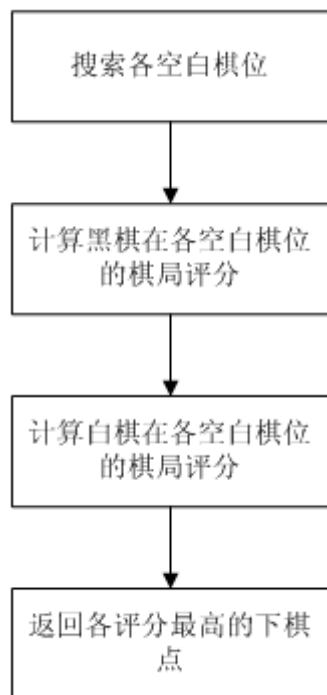 搜索各空白棋位
计算黑棋在各空白棋位
的棋局评分
计算白棋在各空白棋位
的棋局评分
返回各评分最高的下棋
点